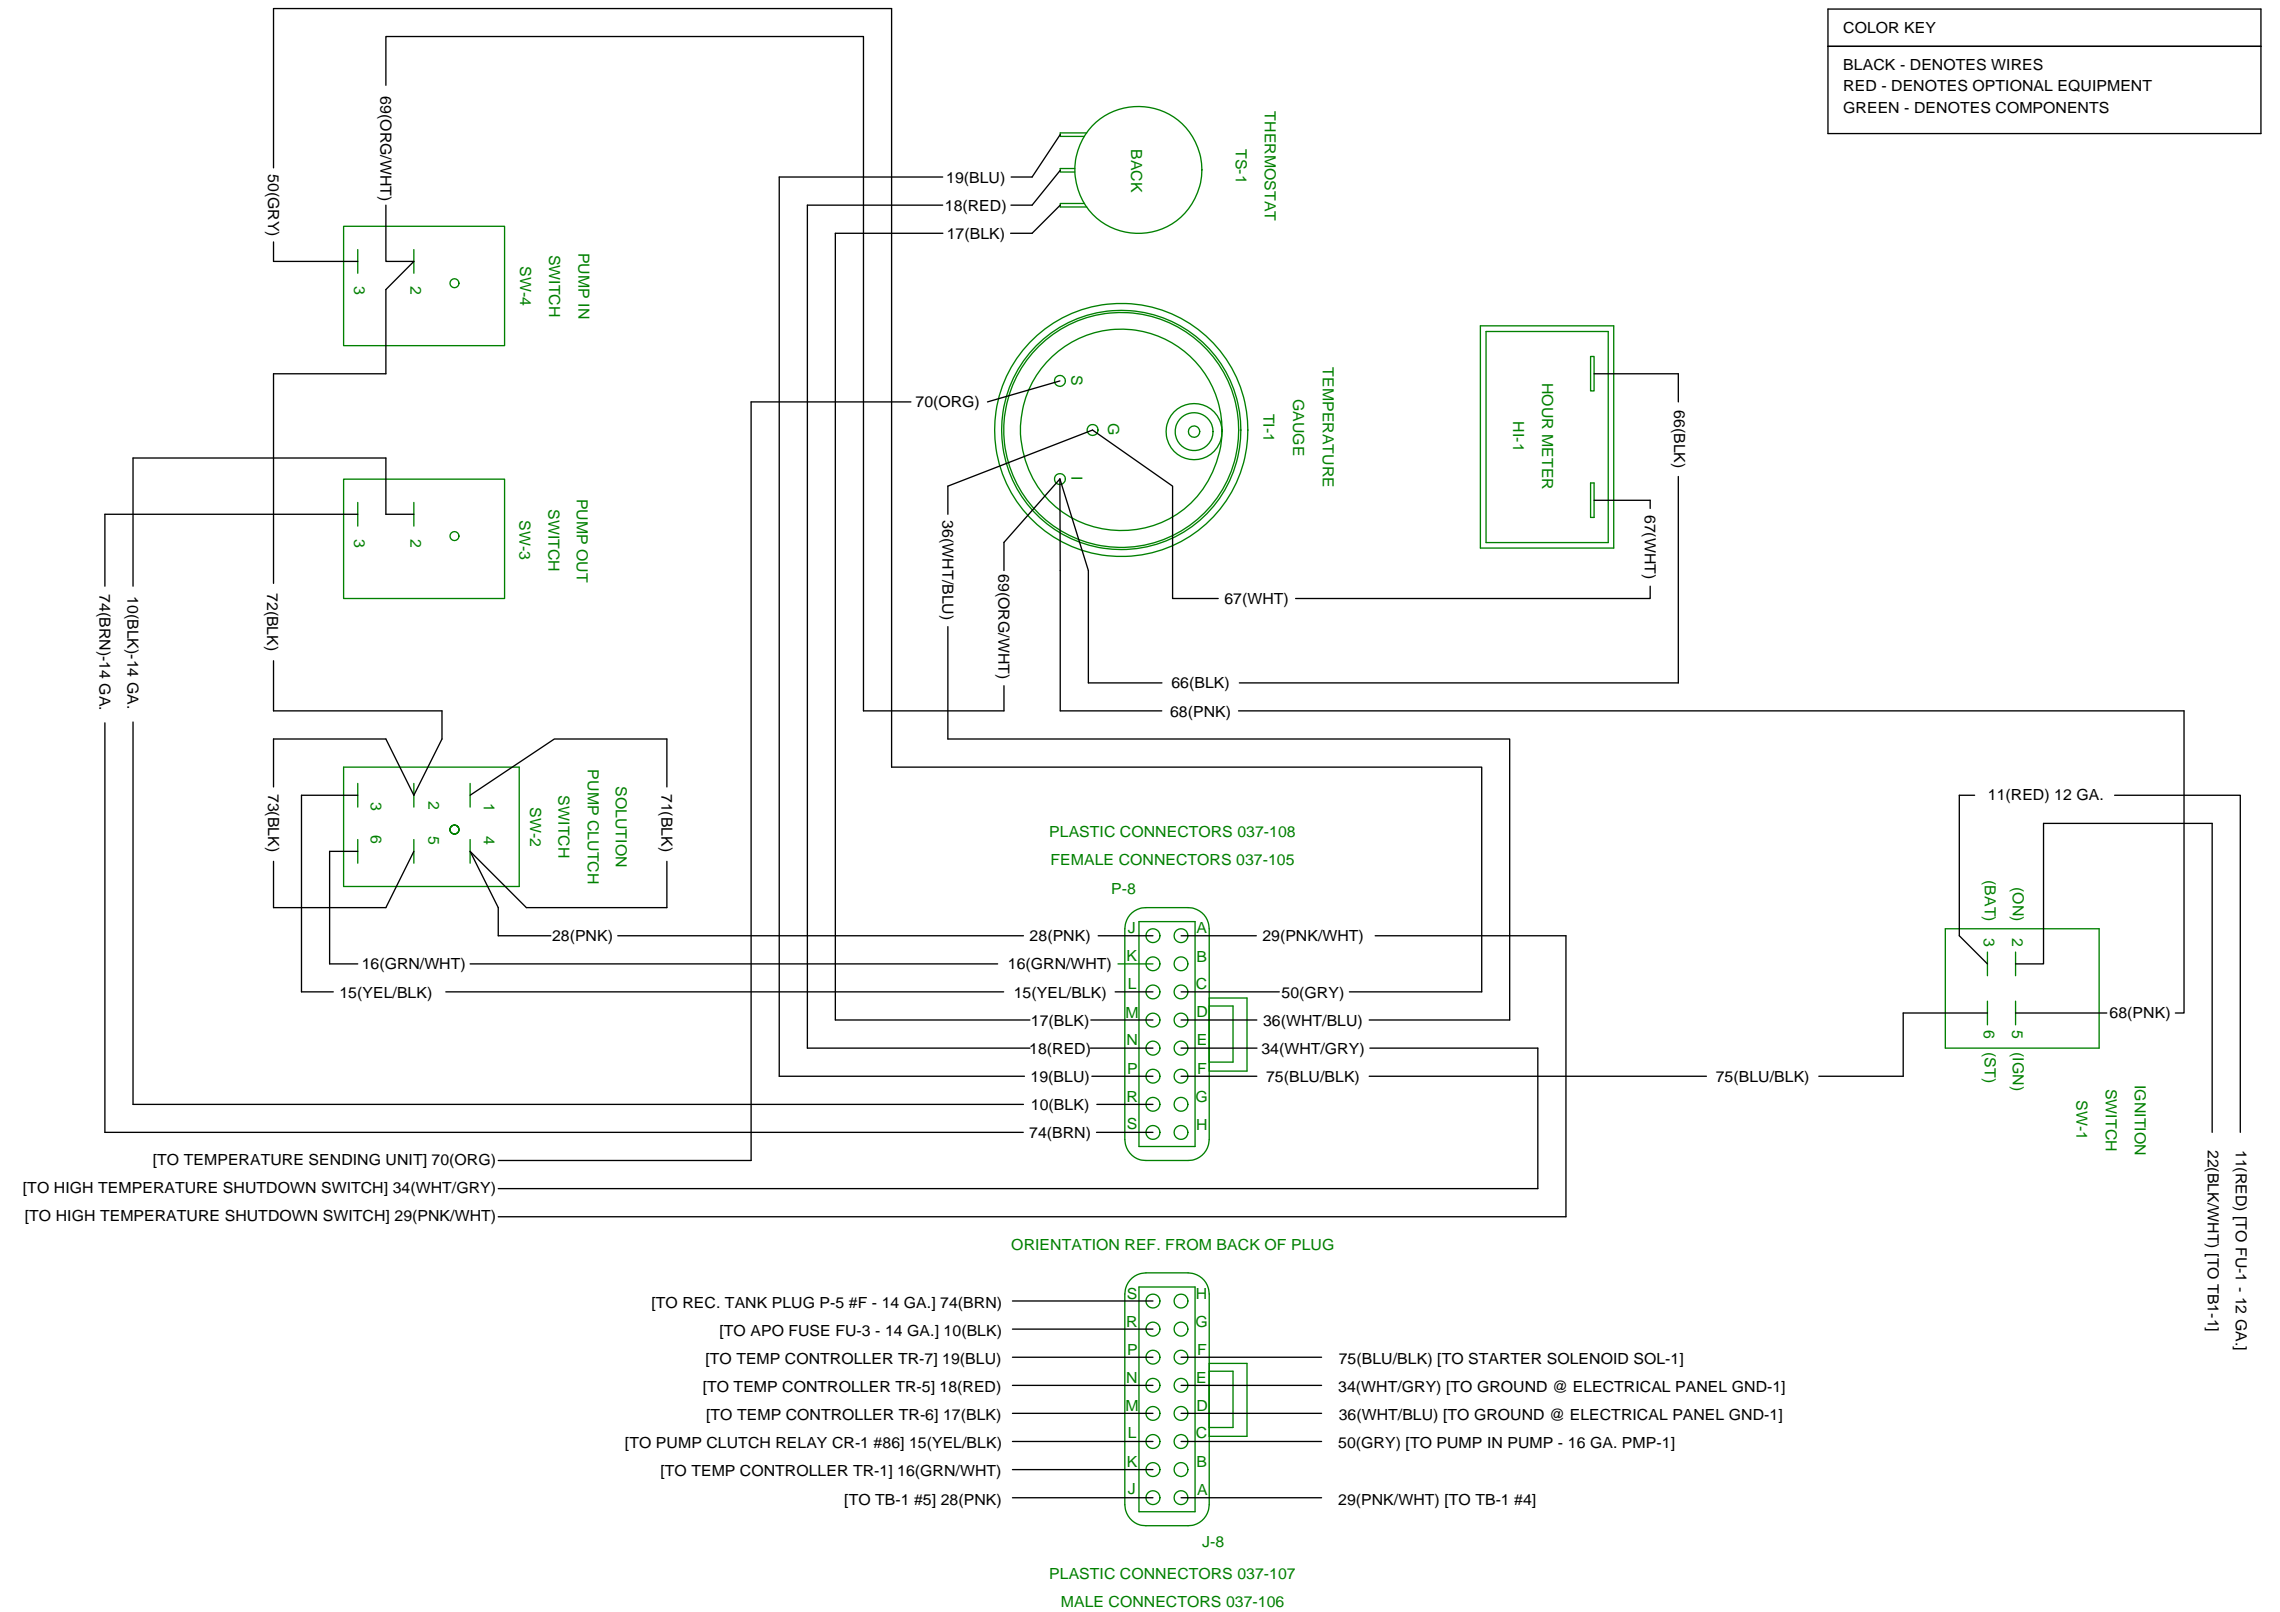 COLOR KEY
BLACK - DENOTES WIRES
RED - DENOTES OPTIONAL EQUIPMENT
GREEN - DENOTES COMPONENTS
69(ORG/WHT)
50(GRY)
PUMP IN
SWITCH
SW-4
3
2
THERMOSTAT
TS-1
BACK
19(BLU)
18(RED)
17(BLK)
TEMPERATURE
GAUGE
TI-1
S
G
I
70(ORG)
HOUR METER
HI-1
66(BLK)
67(WHT)
PUMP OUT
SWITCH
SW-3
3
2
36(WHT/BLU)
69(ORG/WHT)
67(WHT)
66(BLK)
68(PNK)
74(BRN)-14 GA.
10(BLK)-14 GA.
72(BLK)
73(BLK)
71(BLK)
SOLUTION
PUMP CLUTCH
SWITCH
SW-2
3
2
1
6
5
4
11(RED) 12 GA.
(BAT)
(ON)
3
2
6
5
(ST)
(IGN)
IGNITION
SWITCH
SW-1
68(PNK)
75(BLU/BLK)
22(BLK/WHT) [TO TB1-1]
11(RED) [TO FU-1 - 12 GA.]
PLASTIC CONNECTORS 037-108
FEMALE CONNECTORS 037-105
P-8
28(PNK) 28(PNK) J A 29(PNK/WHT)
16(GRN/WHT) 16(GRN/WHT) K B
15(YEL/BLK) 15(YEL/BLK) L C 50(GRY)
17(BLK) M D 36(WHT/BLU)
18(RED) N E 34(WHT/GRY)
19(BLU) P F 75(BLU/BLK)
10(BLK) R G
74(BRN) S H
[TO TEMPERATURE SENDING UNIT] 70(ORG)
[TO HIGH TEMPERATURE SHUTDOWN SWITCH] 34(WHT/GRY)
[TO HIGH TEMPERATURE SHUTDOWN SWITCH] 29(PNK/WHT)
ORIENTATION REF. FROM BACK OF PLUG
[TO REC. TANK PLUG P-5 #F - 14 GA.] 74(BRN) S H
[TO APO FUSE FU-3 - 14 GA.] 10(BLK) R G
[TO TEMP CONTROLLER TR-7] 19(BLU) P F 75(BLU/BLK) [TO STARTER SOLENOID SOL-1]
[TO TEMP CONTROLLER TR-5] 18(RED) N E 34(WHT/GRY) [TO GROUND @ ELECTRICAL PANEL GND-1]
[TO TEMP CONTROLLER TR-6] 17(BLK) M D 36(WHT/BLU) [TO GROUND @ ELECTRICAL PANEL GND-1]
[TO PUMP CLUTCH RELAY CR-1 #86] 15(YEL/BLK) L C 50(GRY) [TO PUMP IN PUMP - 16 GA. PMP-1]
[TO TEMP CONTROLLER TR-1] 16(GRN/WHT) K B
[TO TB-1 #5] 28(PNK) J A 29(PNK/WHT) [TO TB-1 #4]
J-8
PLASTIC CONNECTORS 037-107
MALE CONNECTORS 037-106